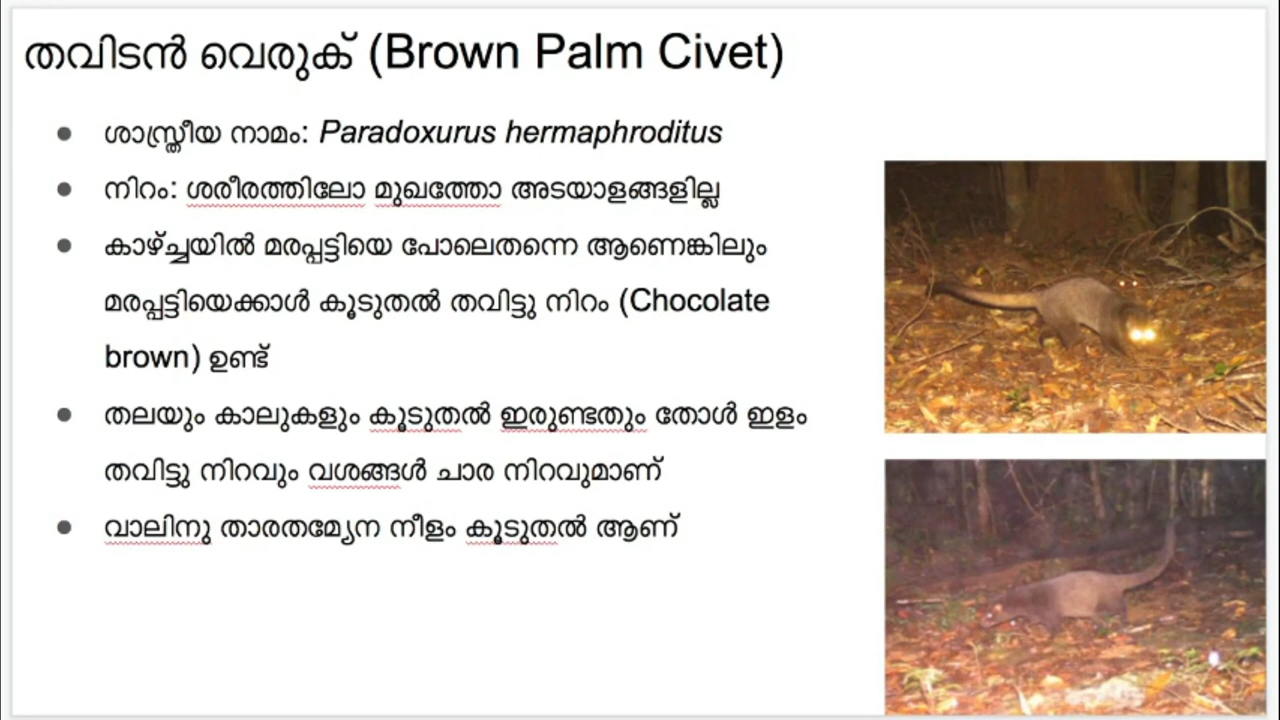 തവിടൻ വെരുക് (Brown Palm Civet)
● ശാസ്ത്രീയ നാമം: Paradoxurus hermaphroditus
● നിറം: ശരീരത്തിലോ മുഖത്തോ അടയാളങ്ങളില്ല
● കാഴ്ച്ചയിൽ മരപ്പട്ടിയെ പോലെതന്നെ ആണെങ്കിലും
മരപ്പട്ടിയെക്കാൾ കൂടുതൽ തവിട്ടു നിറം (Chocolate
brown) ഉണ്ട്
● തലയും കാലുകളും കൂടുതൽ ഇരുണ്ടതും തോൾ ഇളം
തവിട്ടു നിറവും വശങ്ങൾ ചാര നിറവുമാണ്
● വാലിനു താരതമ്യേന നീളം കൂടുതൽ ആണ്